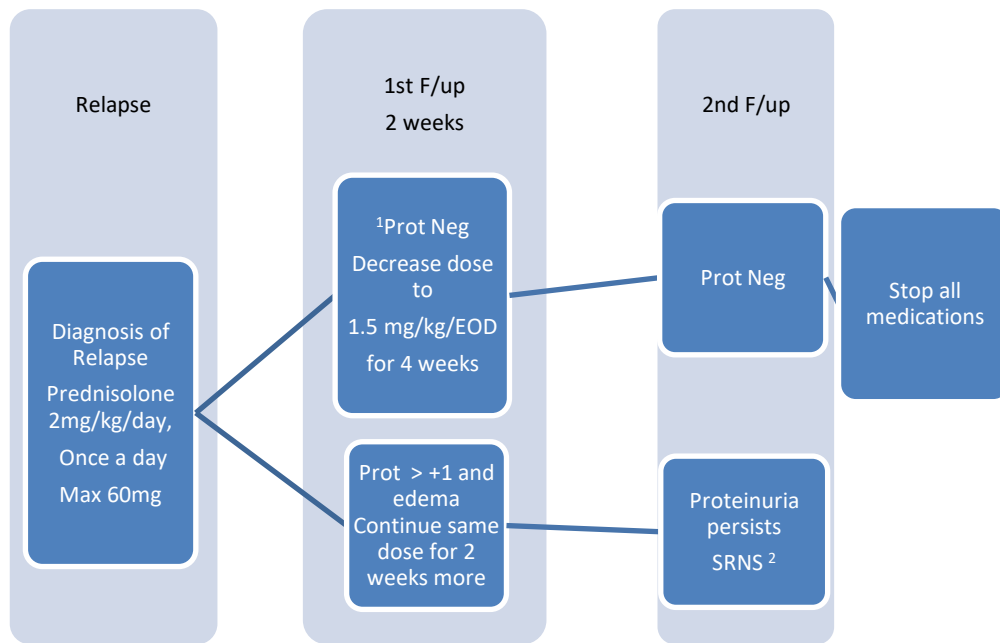 Relapse
Diagnosis of
Relapse
Prednisolone
2mg/kg/day,
Once a day
Max 60mg
1st F/up
2 weeks
¹Prot Neg
Decrease dose
to
1.5 mg/kg/EOD
for 4 weeks
Prot > +1 and
edema
Continue same
dose for 2
weeks more
2nd F/up
Prot Neg
Proteinuria
persists
SRNS ²
Stop all
medications